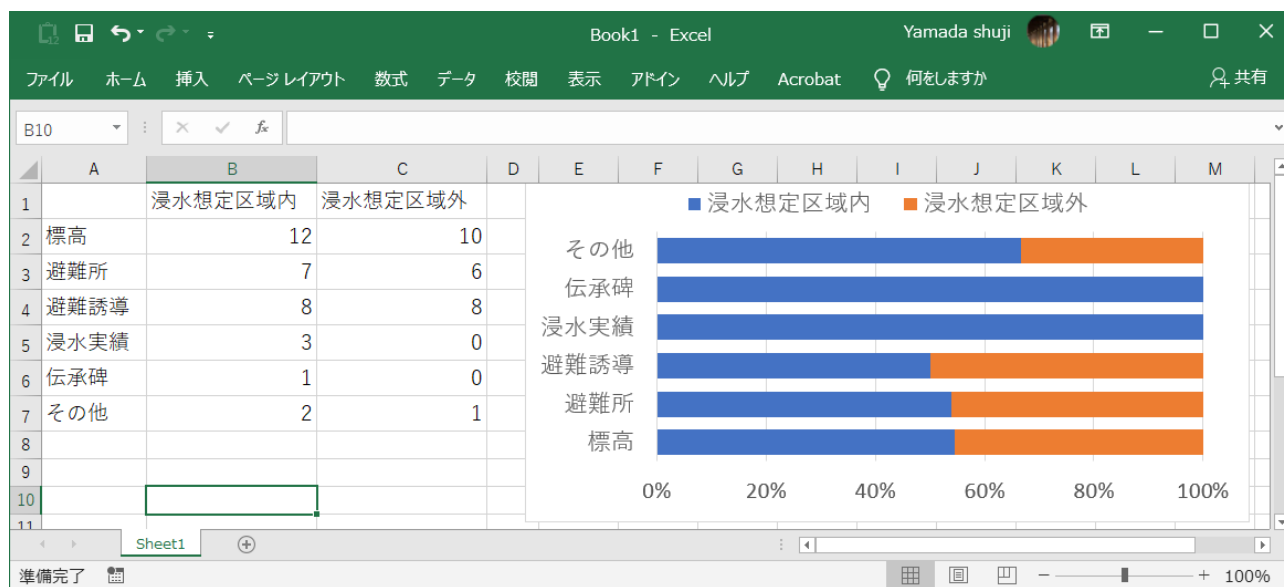 Book1 - Excel
Yamada shuji
ファイル ホーム 挿入 ページ レイアウト 数式 データ 校閲 表示 アドイン ヘルプ Acrobat 何をしますか 共有
B10
fx
A B C D E F G H I J K L M
1 浸水想定区域内 浸水想定区域外
2 標高 12 10
3 避難所 7 6
4 避難誘導 8 8
5 浸水実績 3 0
6 伝承碑 1 0
7 その他 2 1
8
9
10
11
浸水想定区域内 浸水想定区域外
その他
伝承碑
浸水実績
避難誘導
避難所
標高
0% 20% 40% 60% 80% 100%
Sheet1
準備完了
100%